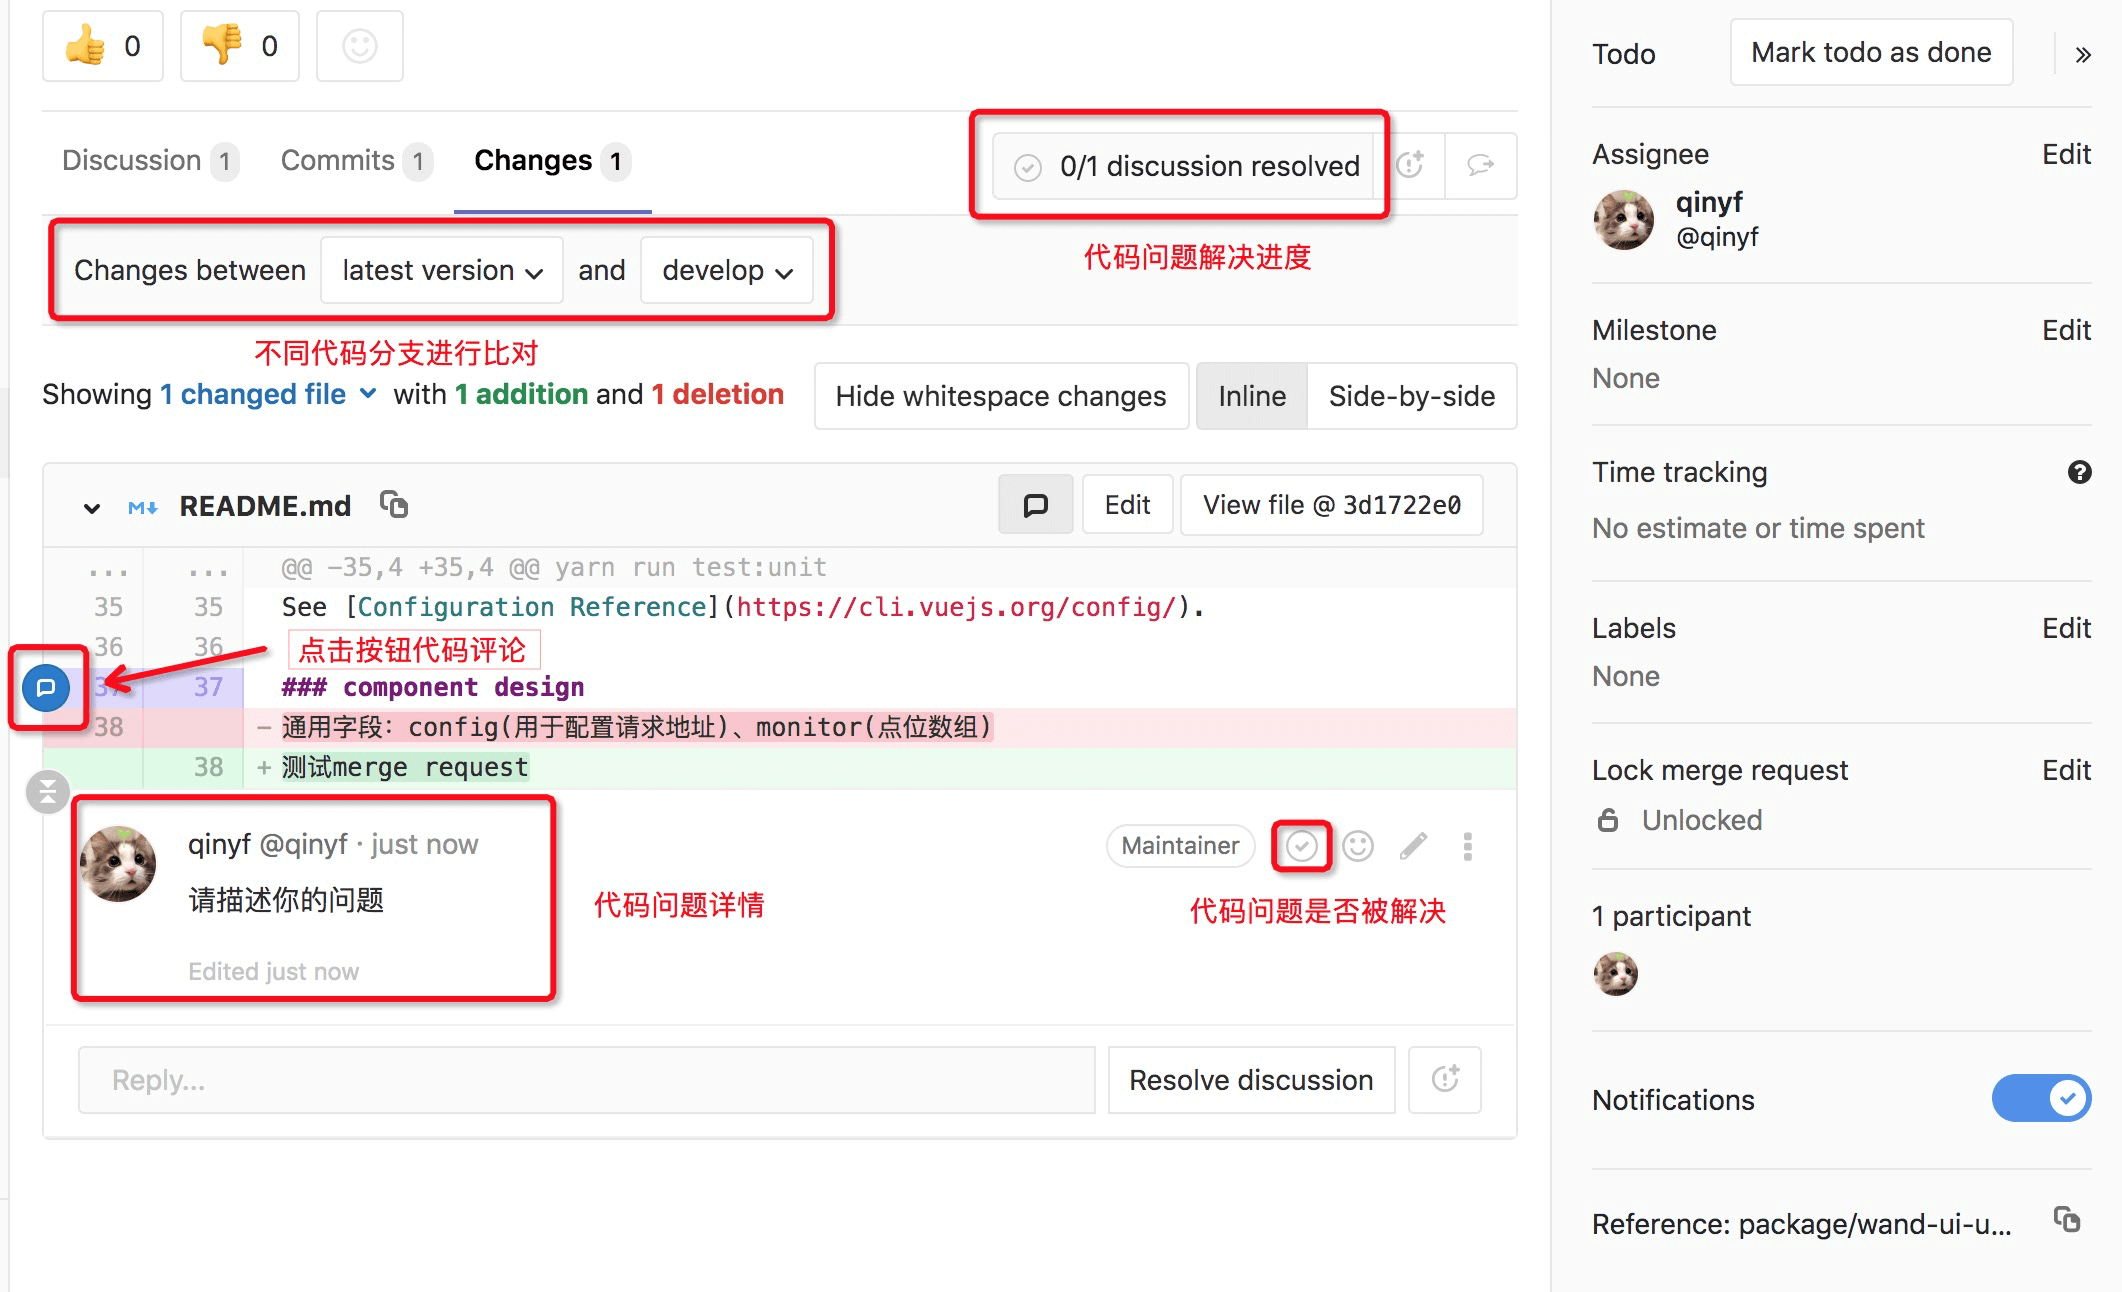 0
0
Discussion 1
Commits 1
Changes 1
0/1 discussion resolved
代码问题解决进度
Changes between
latest version
and
develop
不同代码分支进行比对
Showing 1 changed file with 1 addition and 1 deletion
Hide whitespace changes
Inline
Side-by-side
M↓ README.md
Edit
View file @ 3d1722e0
... ... @@ -35,4 +35,4 @@ yarn run test:unit
35 35 See [Configuration Reference](https://cli.vuejs.org/config/).
36 36
点击按钮代码评论
37 37 ### component design
38 - 通用字段：config(用于配置请求地址)、monitor(点位数组)
38 + 测试merge request
qinyf @qinyf · just now
请描述你的问题
Edited just now
代码问题详情
Maintainer
代码问题是否被解决
Reply...
Resolve discussion
Todo
Mark todo as done
»
Assignee
Edit
qinyf
@qinyf
Milestone
Edit
None
Time tracking
?
No estimate or time spent
Labels
Edit
None
Lock merge request
Edit
Unlocked
1 participant
Notifications
Reference: package/wand-ui-u...